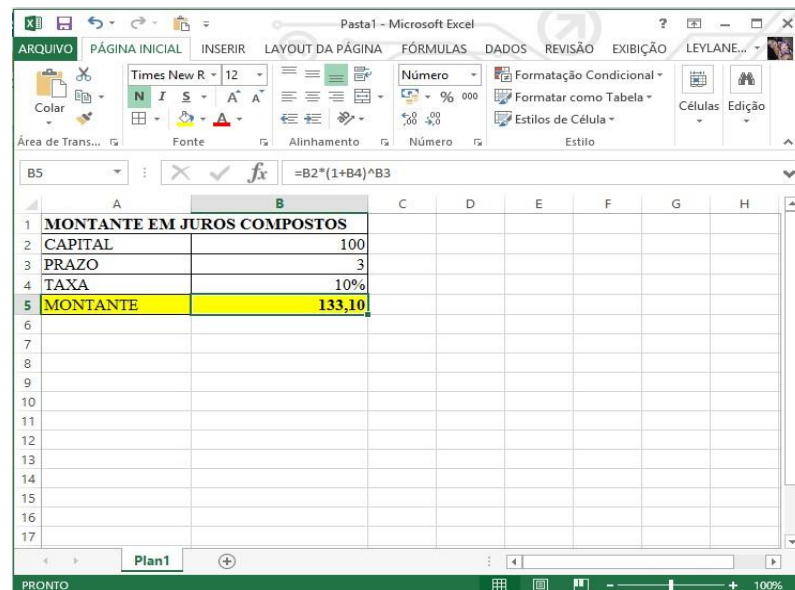 Pasta1 - Microsoft Excel
ARQUIVO PÁGINA INICIAL INSERIR LAYOUT DA PÁGINA FÓRMULAS DADOS REVISÃO EXIBIÇÃO LEYLANE...
Times New R 12 Número Formatação Condicional
Colar N I S A A % 000 Formatar como Tabela Células Edição
A ,00 ,0 Estilos de Célula
Área de Trans... Fonte Alinhamento Número Estilo
B5 fx =B2*(1+B4)^B3
A B C D E F G H
1 MONTANTE EM JUROS COMPOSTOS
2 CAPITAL 100
3 PRAZO 3
4 TAXA 10%
5 MONTANTE 133,10
6
7
8
9
10
11
12
13
14
15
16
17
Plan1
PRONTO 100%